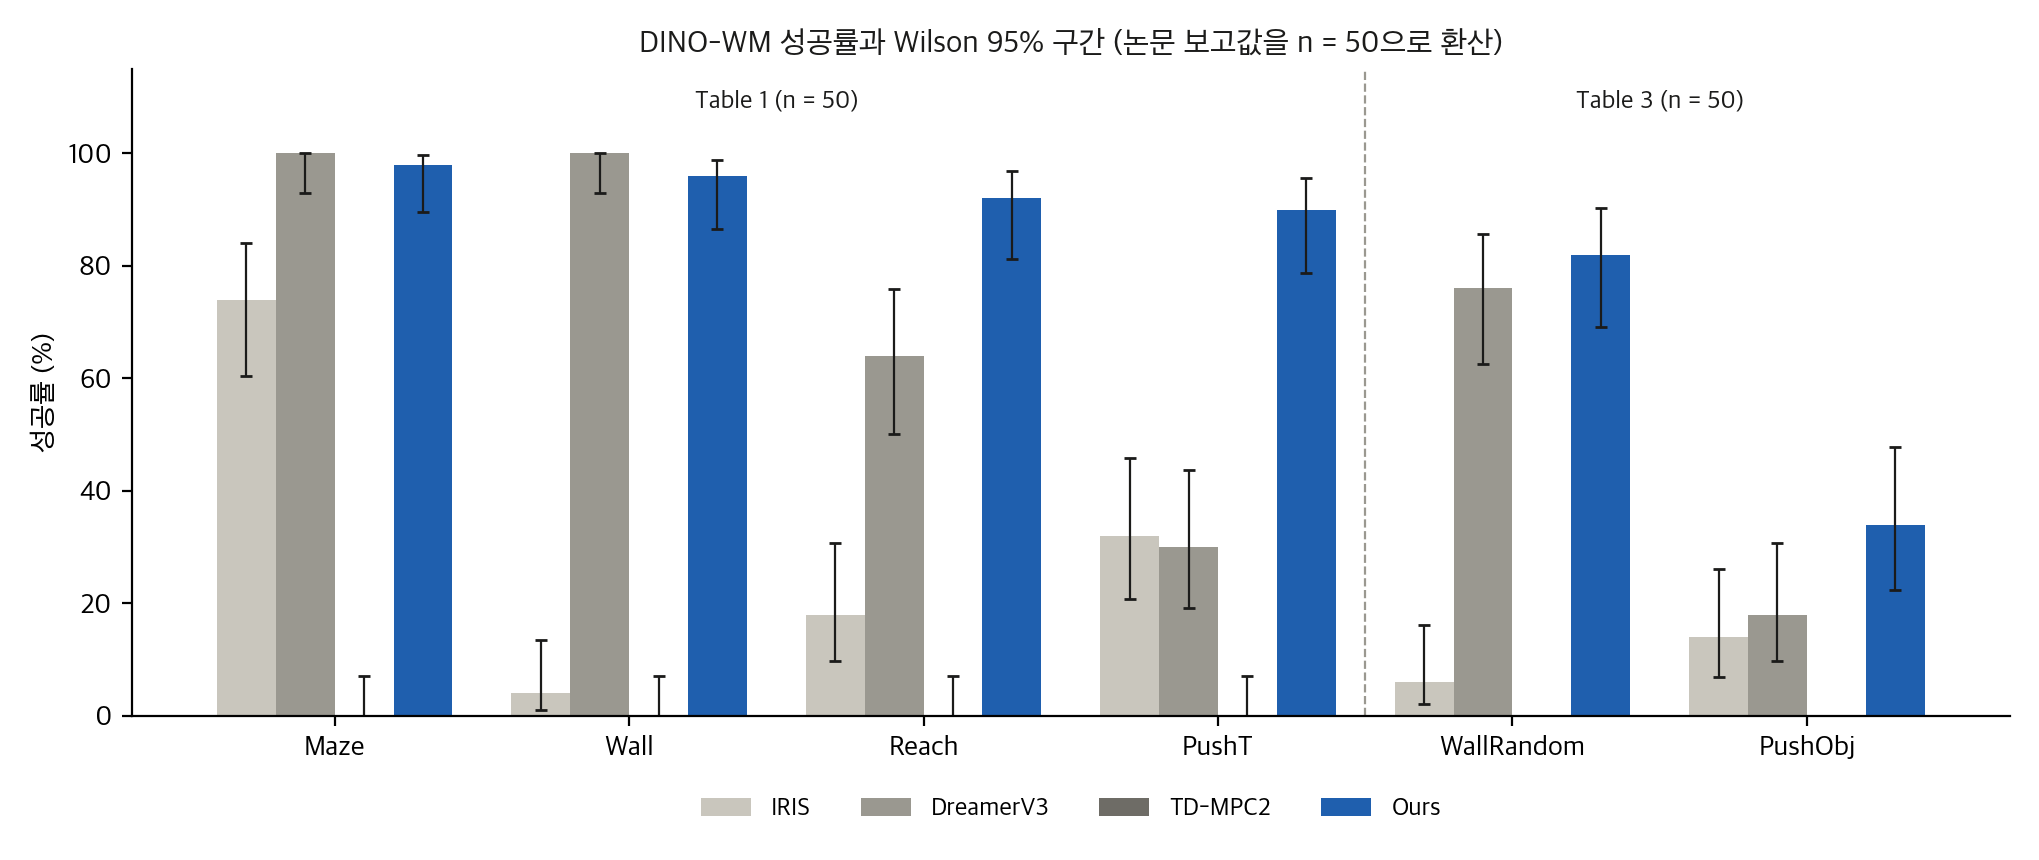 DINO-WM 성공률과 Wilson 95% 구간 (논문 보고값을 n = 50으로 환산)
Table 1 (n = 50)
Table 3 (n = 50)
성공률 (%)
100
80
60
40
20
0
Maze
Wall
Reach
PushT
WallRandom
PushObj
IRIS
DreamerV3
TD-MPC2
Ours